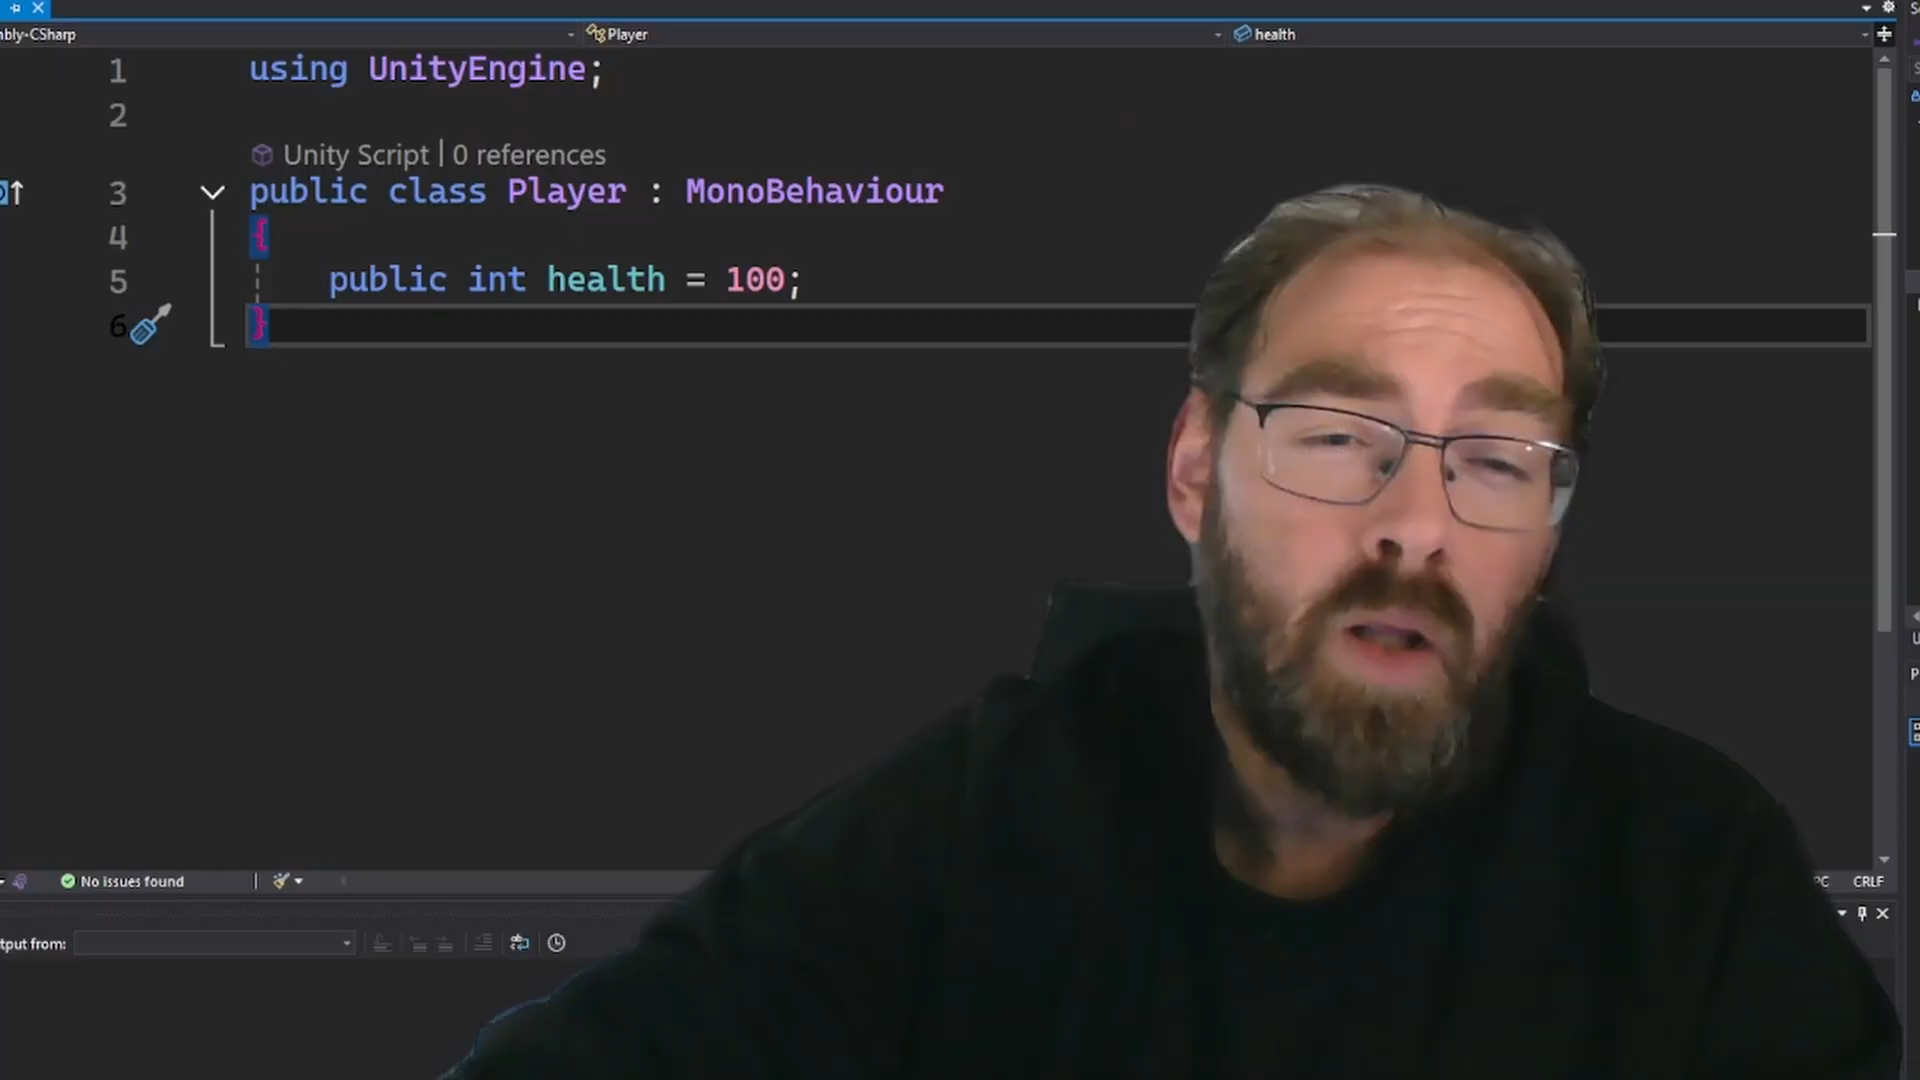 bly-CSharp
Player
health
1 using UnityEngine;
2
Unity Script | 0 references
3 public class Player : MonoBehaviour
4 {
5 public int health = 100;
6 }
No issues found
CRLF
tput from: